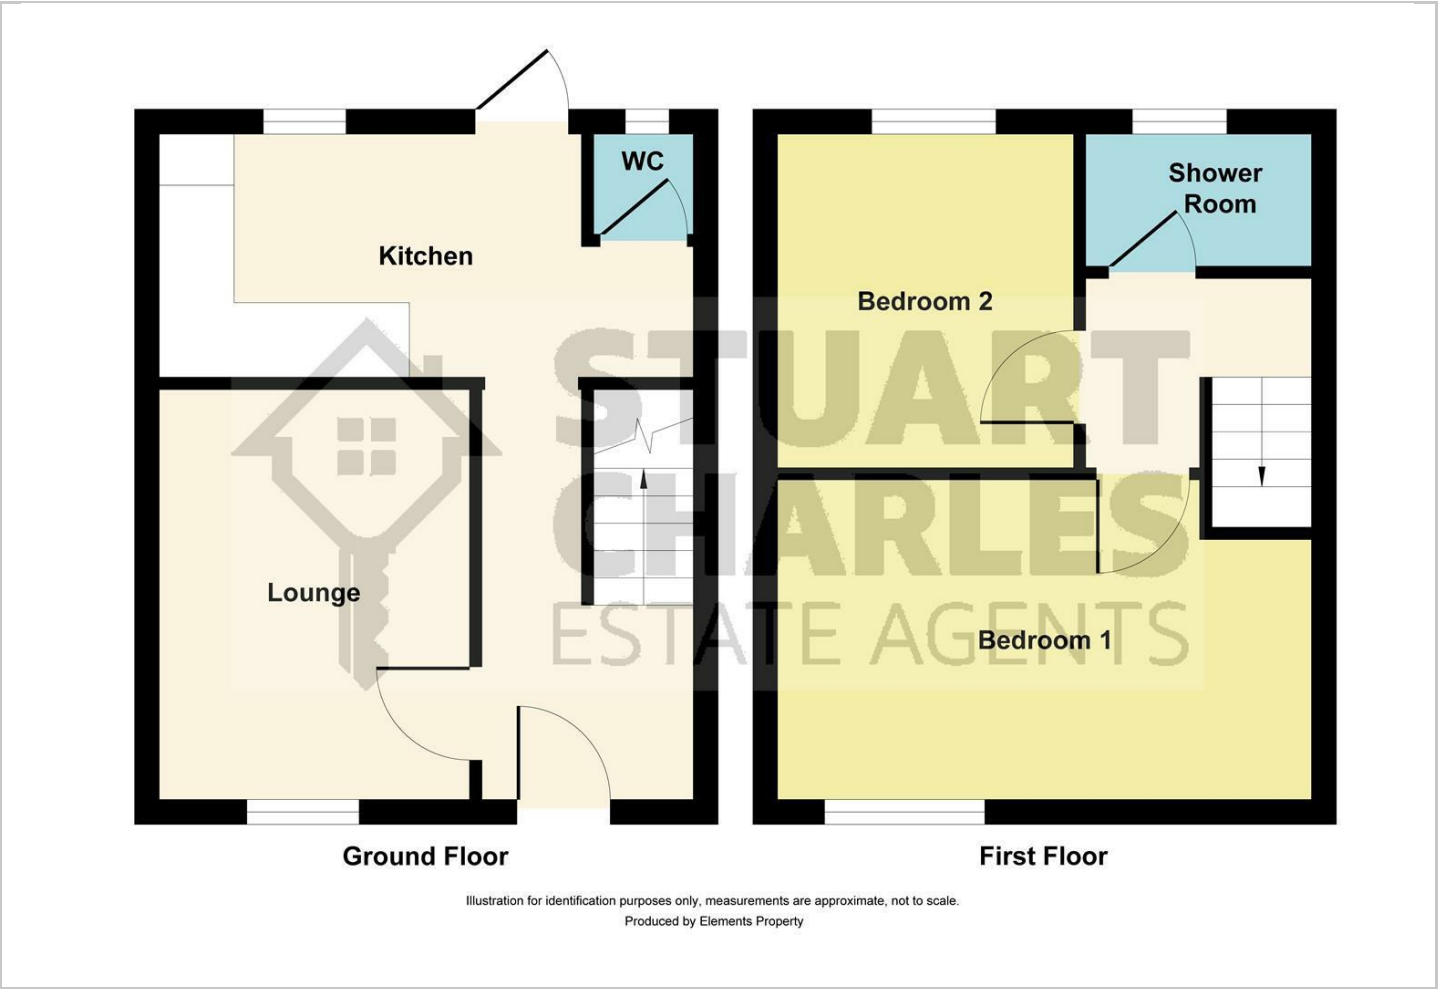 WC
Kitchen
Lounge
Ground Floor
Shower
Room
Bedroom 2
Bedroom 1
First Floor
STUART
CHARLES
ESTATE AGENTS
Illustration for identification purposes only, measurements are approximate, not to scale.
Produced by Elements Property